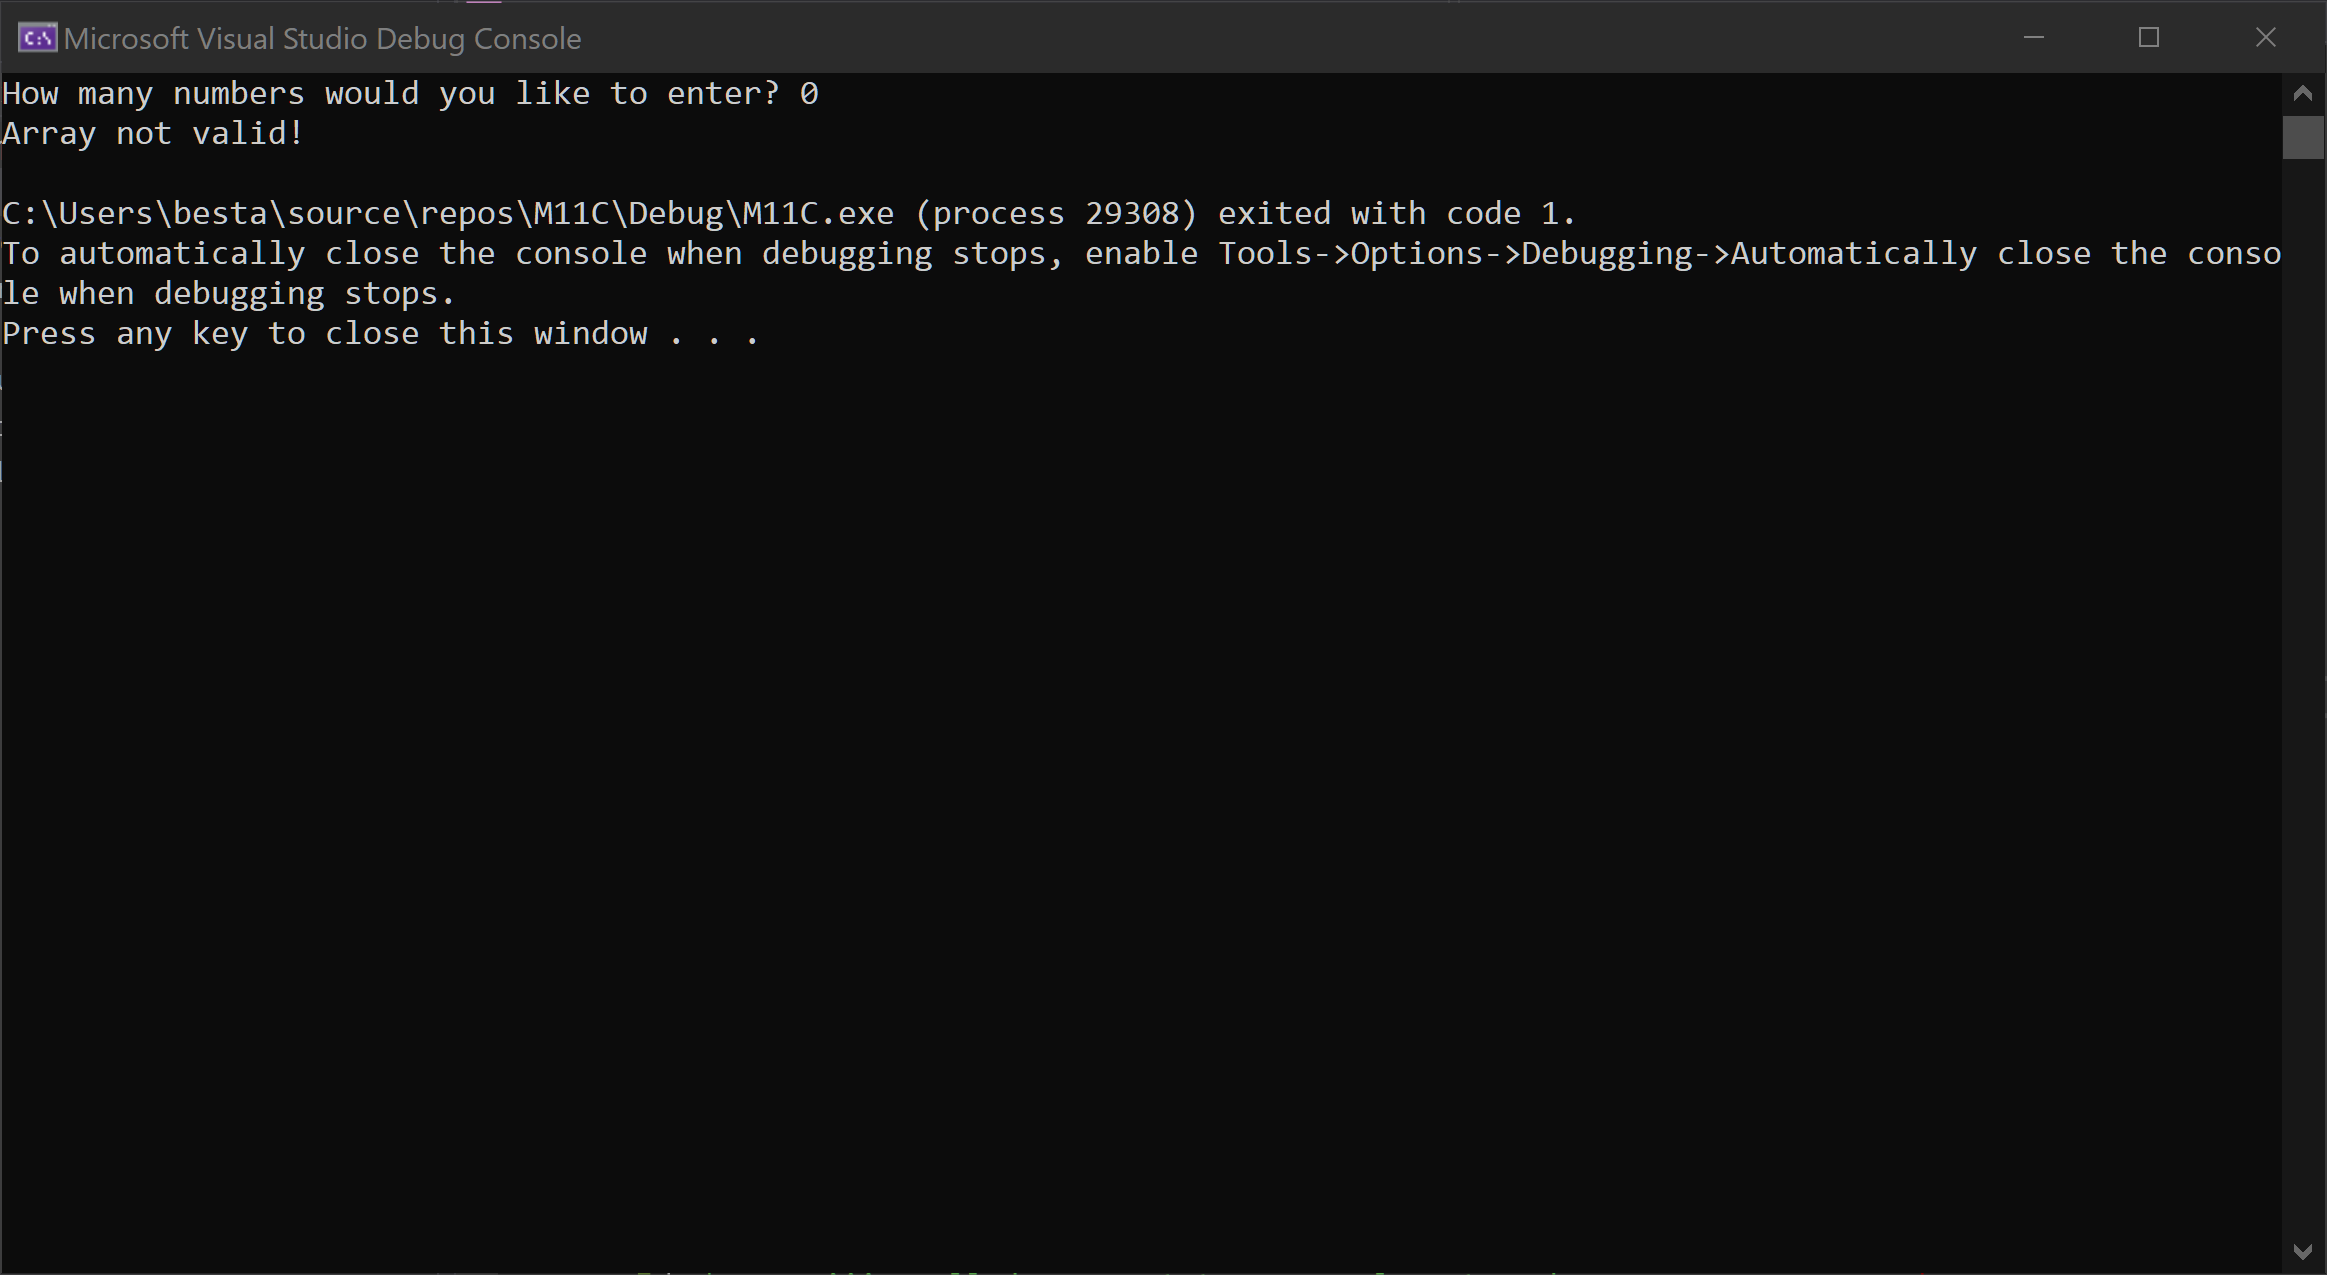 Microsoft Visual Studio Debug Console
How many numbers would you like to enter? 0
Array not valid!
C:\Users\besta\source\repos\M11C\Debug\M11C.exe (process 29308) exited with code 1.
To automatically close the console when debugging stops, enable Tools->Options->Debugging->Automatically close the conso
le when debugging stops.
Press any key to close this window . . .